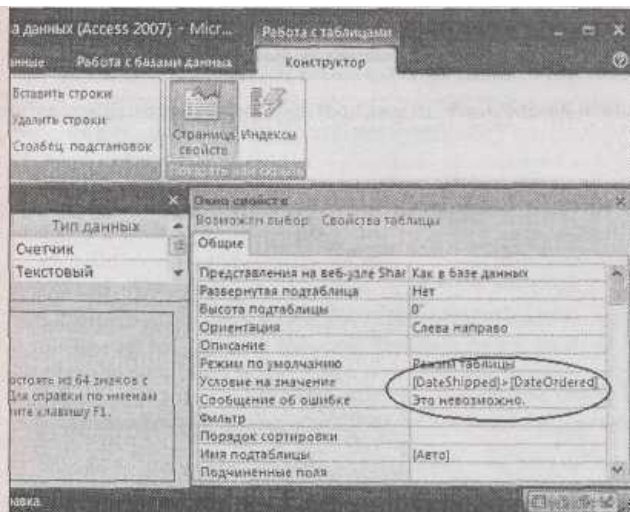 а данных (Access 2007) - Micr... Работа с таблицами
нные Работа с базами данных Конструктор
Вставить строки
Удалить строки
Столбец подстановок
Страница свойств
Индексы
Показать или скрыть
Окно свойств
Возможен выбор: Свойства таблицы
Тип данных
Счетчик
Текстовый
Общие
Представления на веб-узле Shar Как в базе данных
Развернутая подтаблица Нет
Высота подтаблицы 0"
Ориентация Слева направо
Описание
Режим по умолчанию Режим таблицы
Условие на значение [DateShipped]>[DateOrdered]
Сообщение об ошибке Это невозможно.
Фильтр
Порядок сортировки
Имя подтаблицы [Авто]
Подчиненные поля
остоять из 64 знаков с
Для справки по именам
ите клавишу F1.
равка.